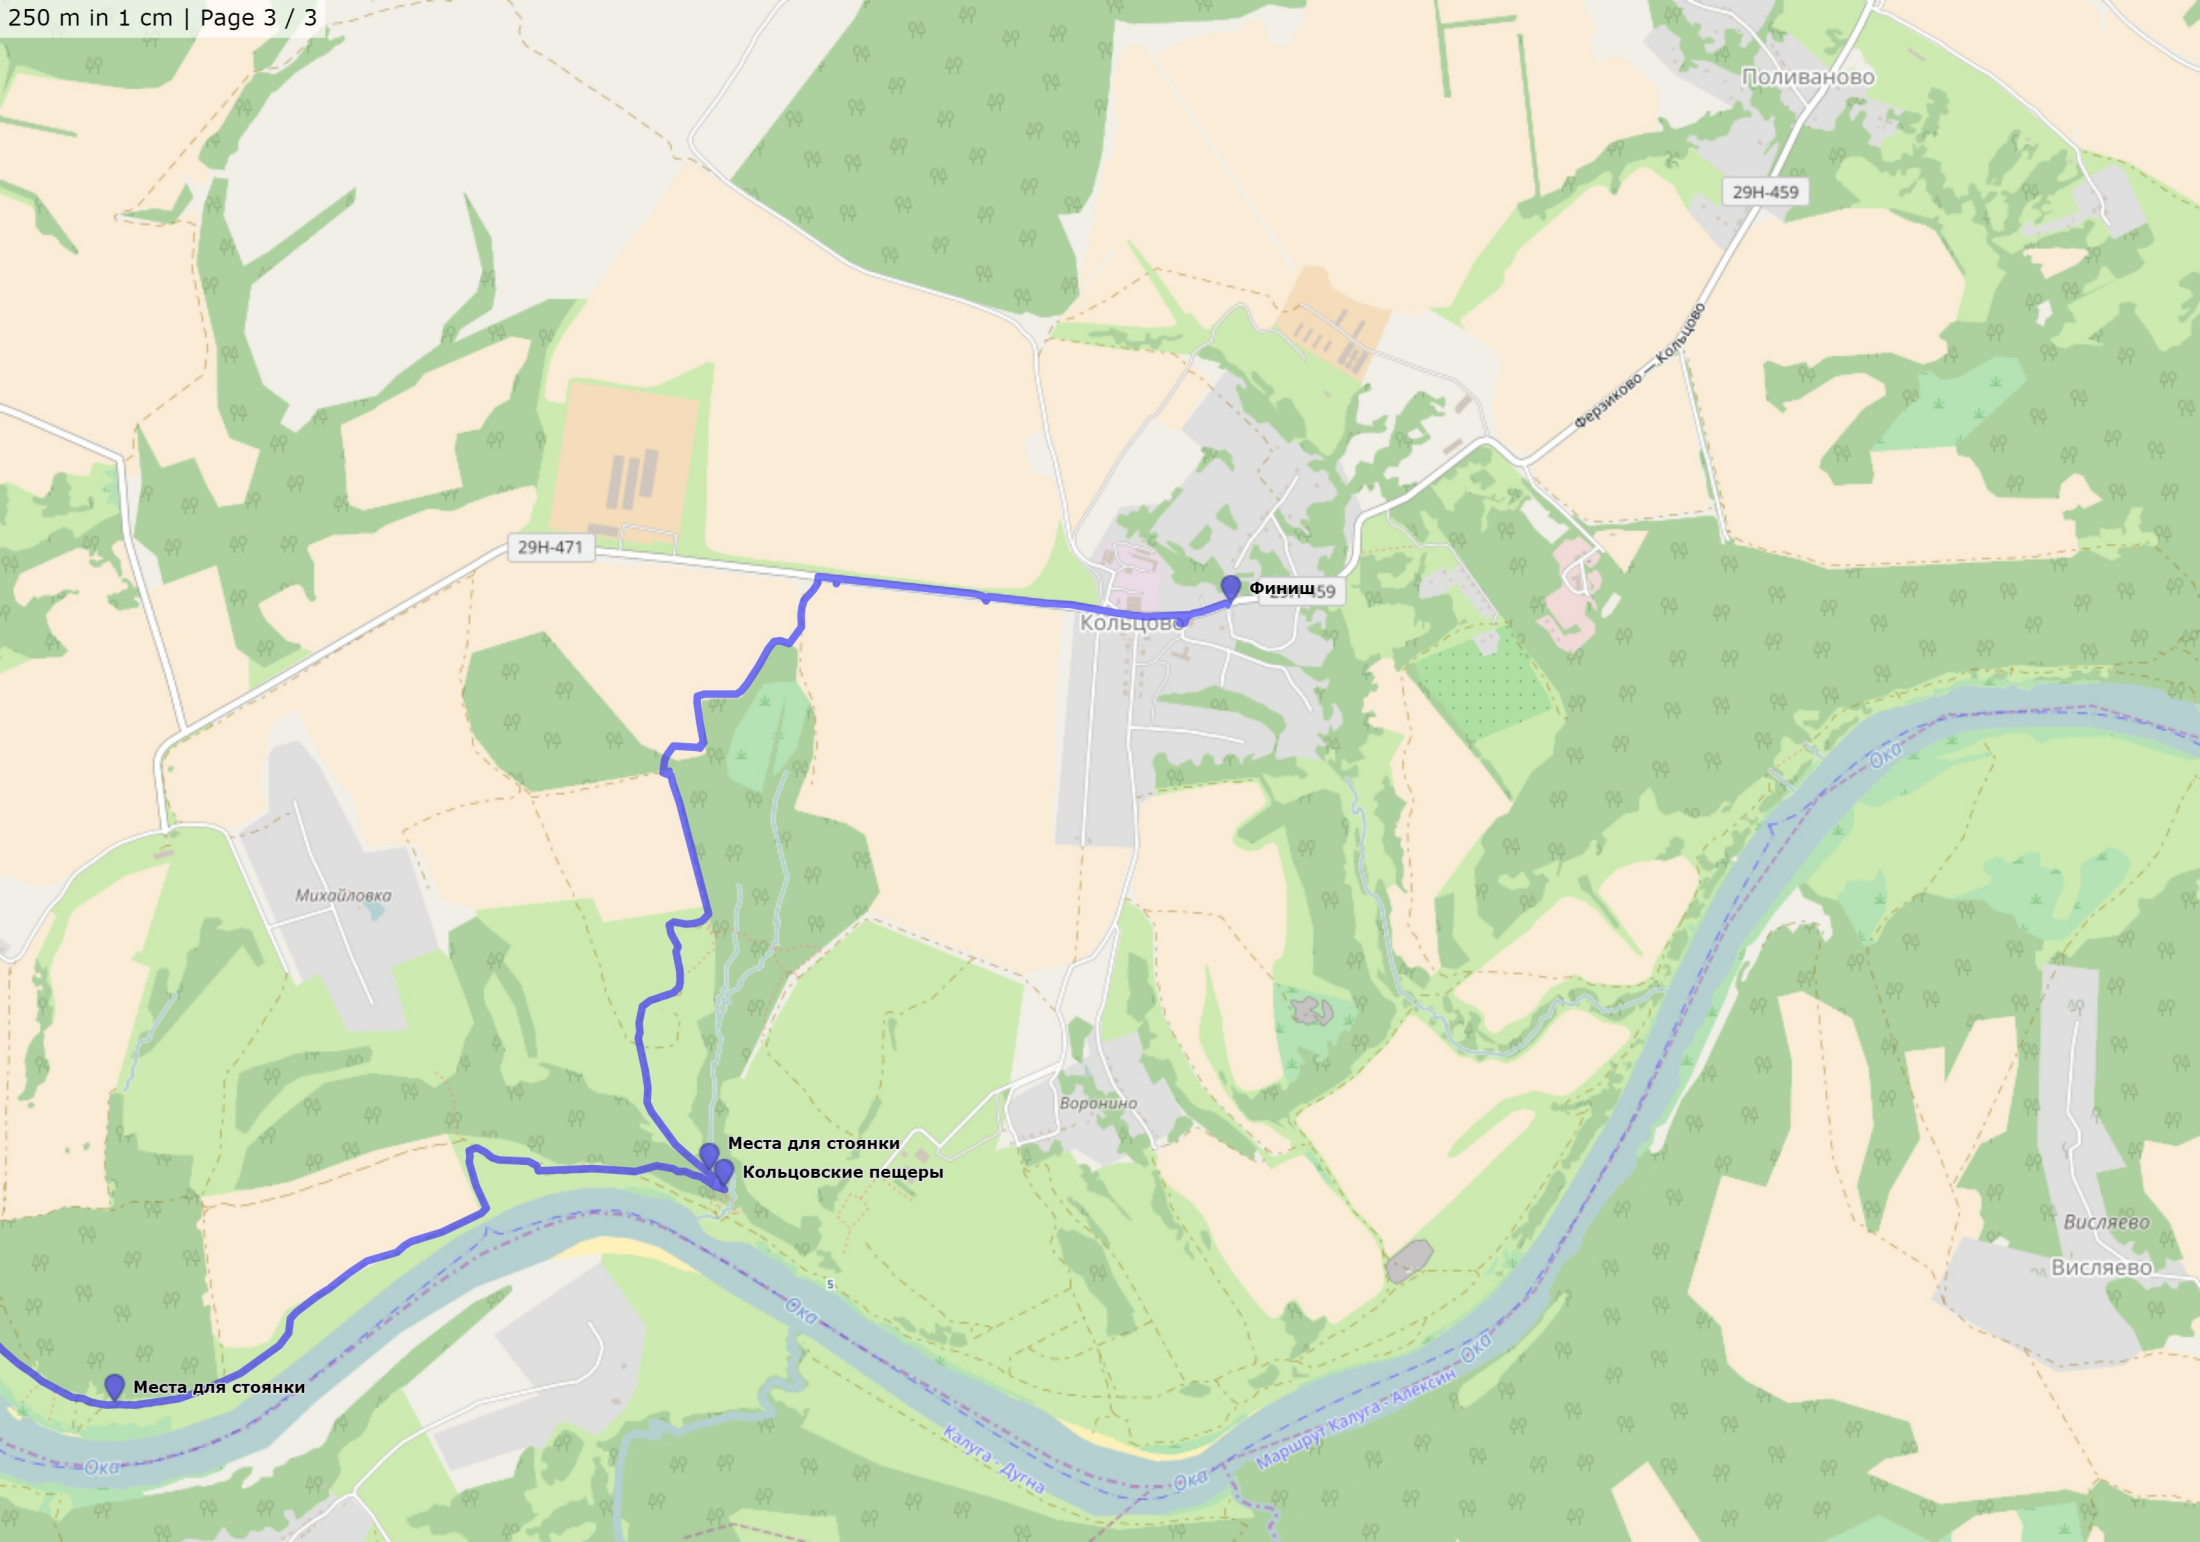 250 m in 1 cm | Page 3 / 3
Поливаново
29Н-459
Ферзиково — Кольцово
29Н-471
Финиш
Кольцово
Ока
Михайловка
Воронино
Места для стоянки
Кольцовские пещеры
Висляево
Висляево
5
Ока
Ока
Места для стоянки
Маршрут Калуга - Алексин
Калуга - Дугна
Ока
Ока